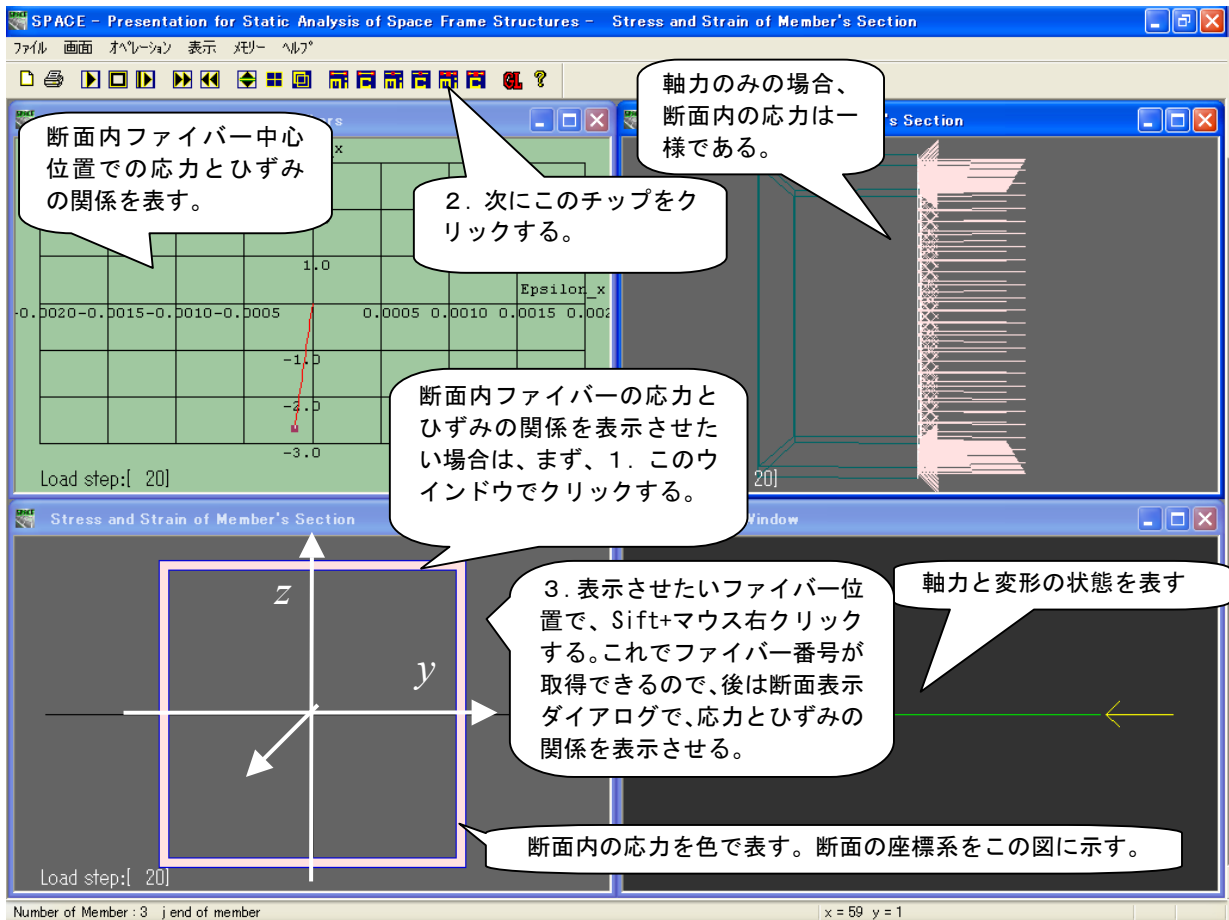 SPACE - Presentation for Static Analysis of Space Frame Structures - Stress and Strain of Member's Section
ファイル 画面 オペレーション 表示 メモリー ヘルプ
GL ?
軸力のみの場合、
断面内の応力は一
様である。
's Section
断面内ファイバー中心
位置での応力とひずみ
の関係を表す。
2. 次にこのチップをク
リックする。
1.0
Epsilon_x
-0.0020 -0.0015 -0.0010 -0.0005 0.0005 0.0010 0.0015 0.002
-1.0
-2.0
-3.0
Load step:[ 20]
20]
断面内ファイバーの応力と
ひずみの関係を表示させた
い場合は、まず、1. このウ
インドウでクリックする。
Stress and Strain of Member's Section
Window
z
y
3.表示させたいファイバー位
置で、Sift+マウス右クリック
する。これでファイバー番号が
取得できるので、後は断面表示
ダイアログで、応力とひずみの
関係を表示させる。
軸力と変形の状態を表す
断面内の応力を色で表す。断面の座標系をこの図に示す。
Load step:[ 20]
Number of Member : 3 j end of member
x = 59 y = 1